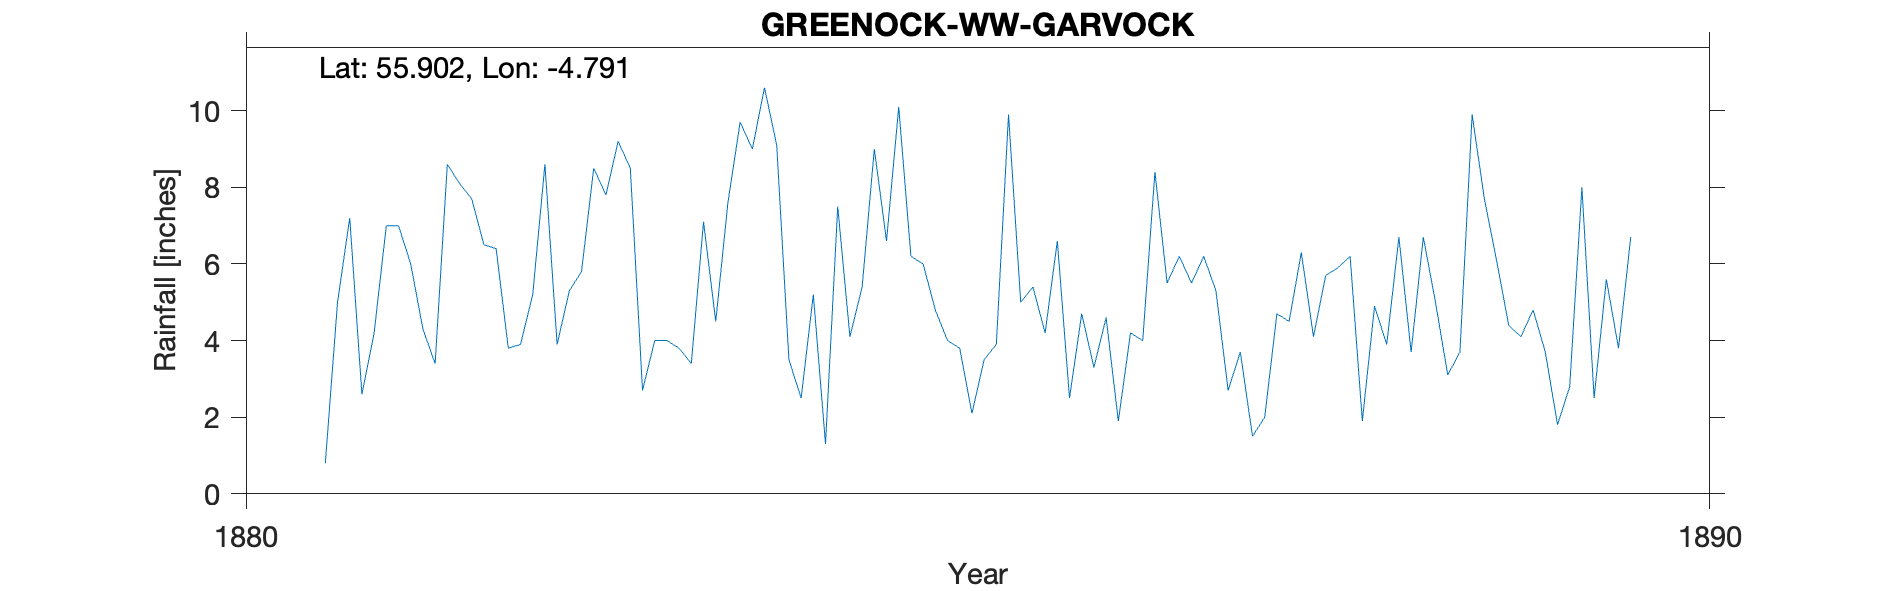 GREENOCK-WW-GARVOCK
Lat: 55.902, Lon: -4.791
10
8
6
4
2
0
Rainfall [inches]
1880
1890
Year